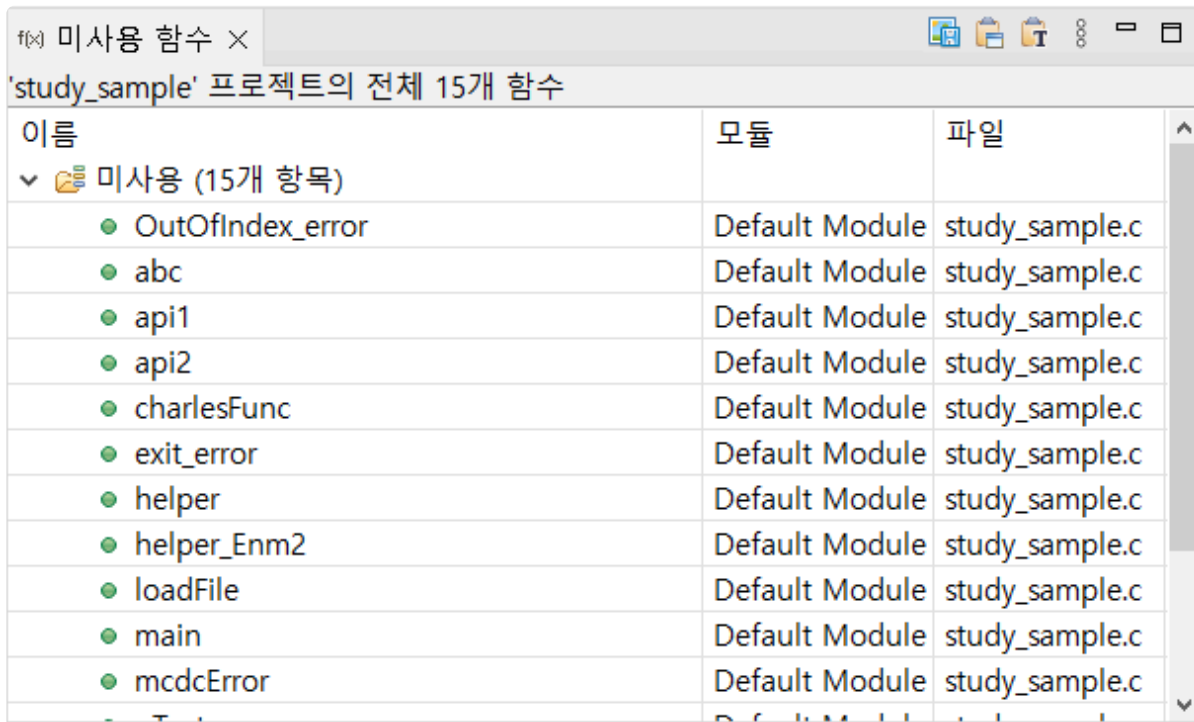 f(x) 미사용 함수
'study_sample' 프로젝트의 전체 15개 함수
이름 모듈 파일
미사용 (15개 항목)
OutOfIndex_error Default Module study_sample.c
abc Default Module study_sample.c
api1 Default Module study_sample.c
api2 Default Module study_sample.c
charlesFunc Default Module study_sample.c
exit_error Default Module study_sample.c
helper Default Module study_sample.c
helper_Enm2 Default Module study_sample.c
loadFile Default Module study_sample.c
main Default Module study_sample.c
mcdcError Default Module study_sample.c